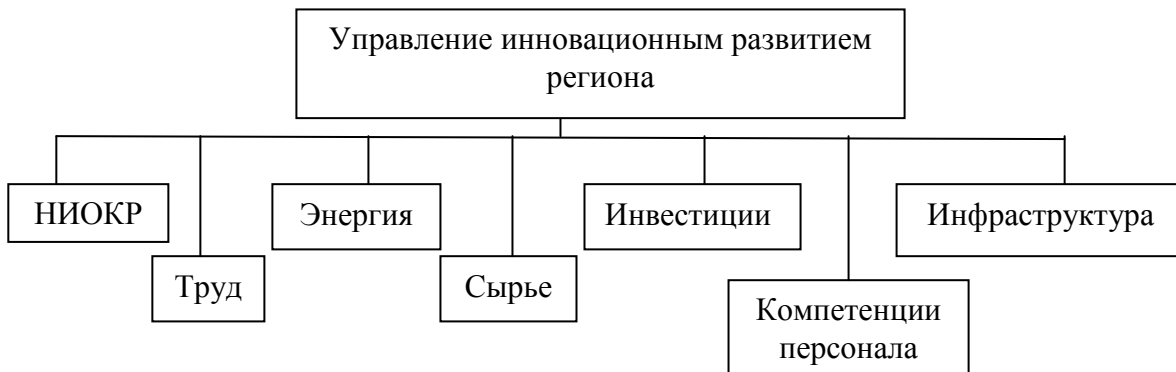 Управление инновационным развитием
региона
НИОКР
Труд
Энергия
Сырье
Инвестиции
Компетенции
персонала
Инфраструктура